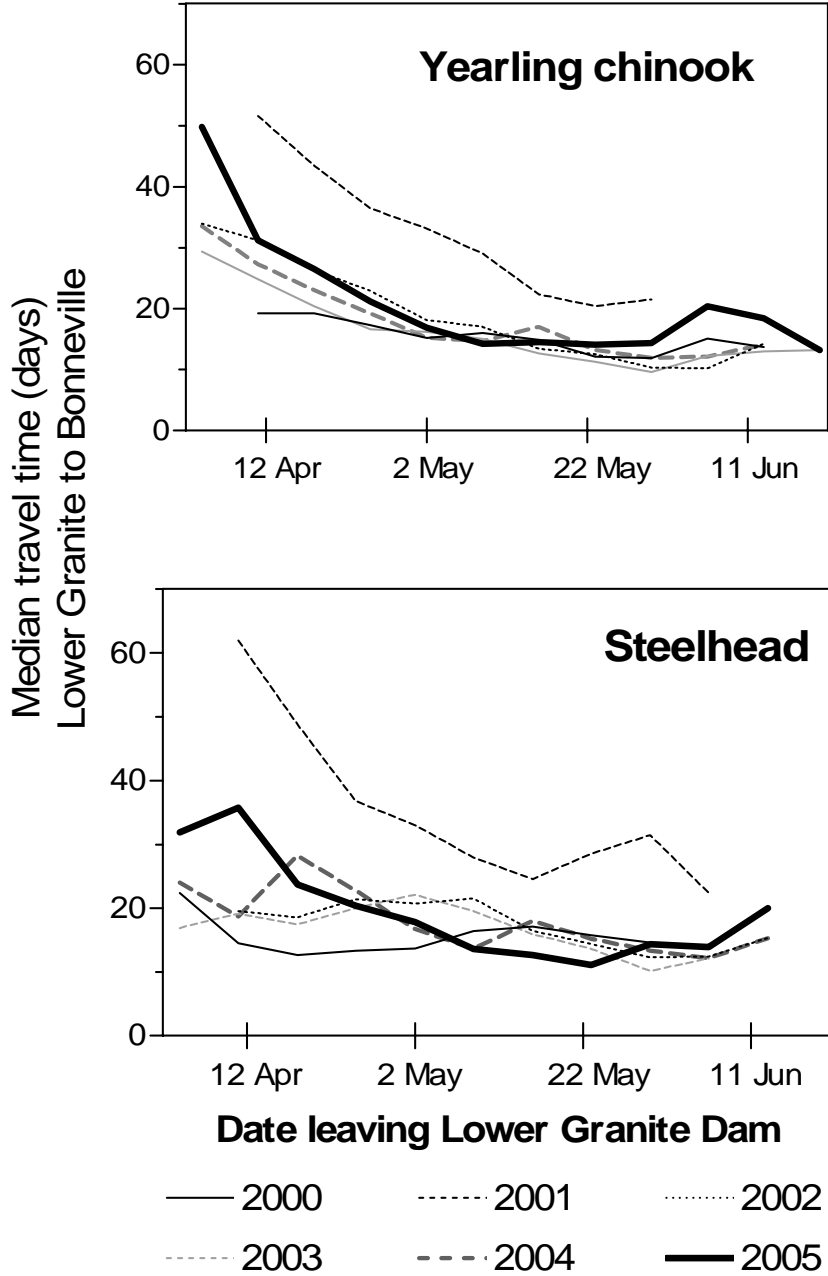 Yearling chinook
60
40
20
0
12 Apr
2 May
22 May
11 Jun
Median travel time (days)
Lower Granite to Bonneville
Steelhead
60
40
20
0
12 Apr
2 May
22 May
11 Jun
Date leaving Lower Granite Dam
2000 2001 2002
2003 2004 2005